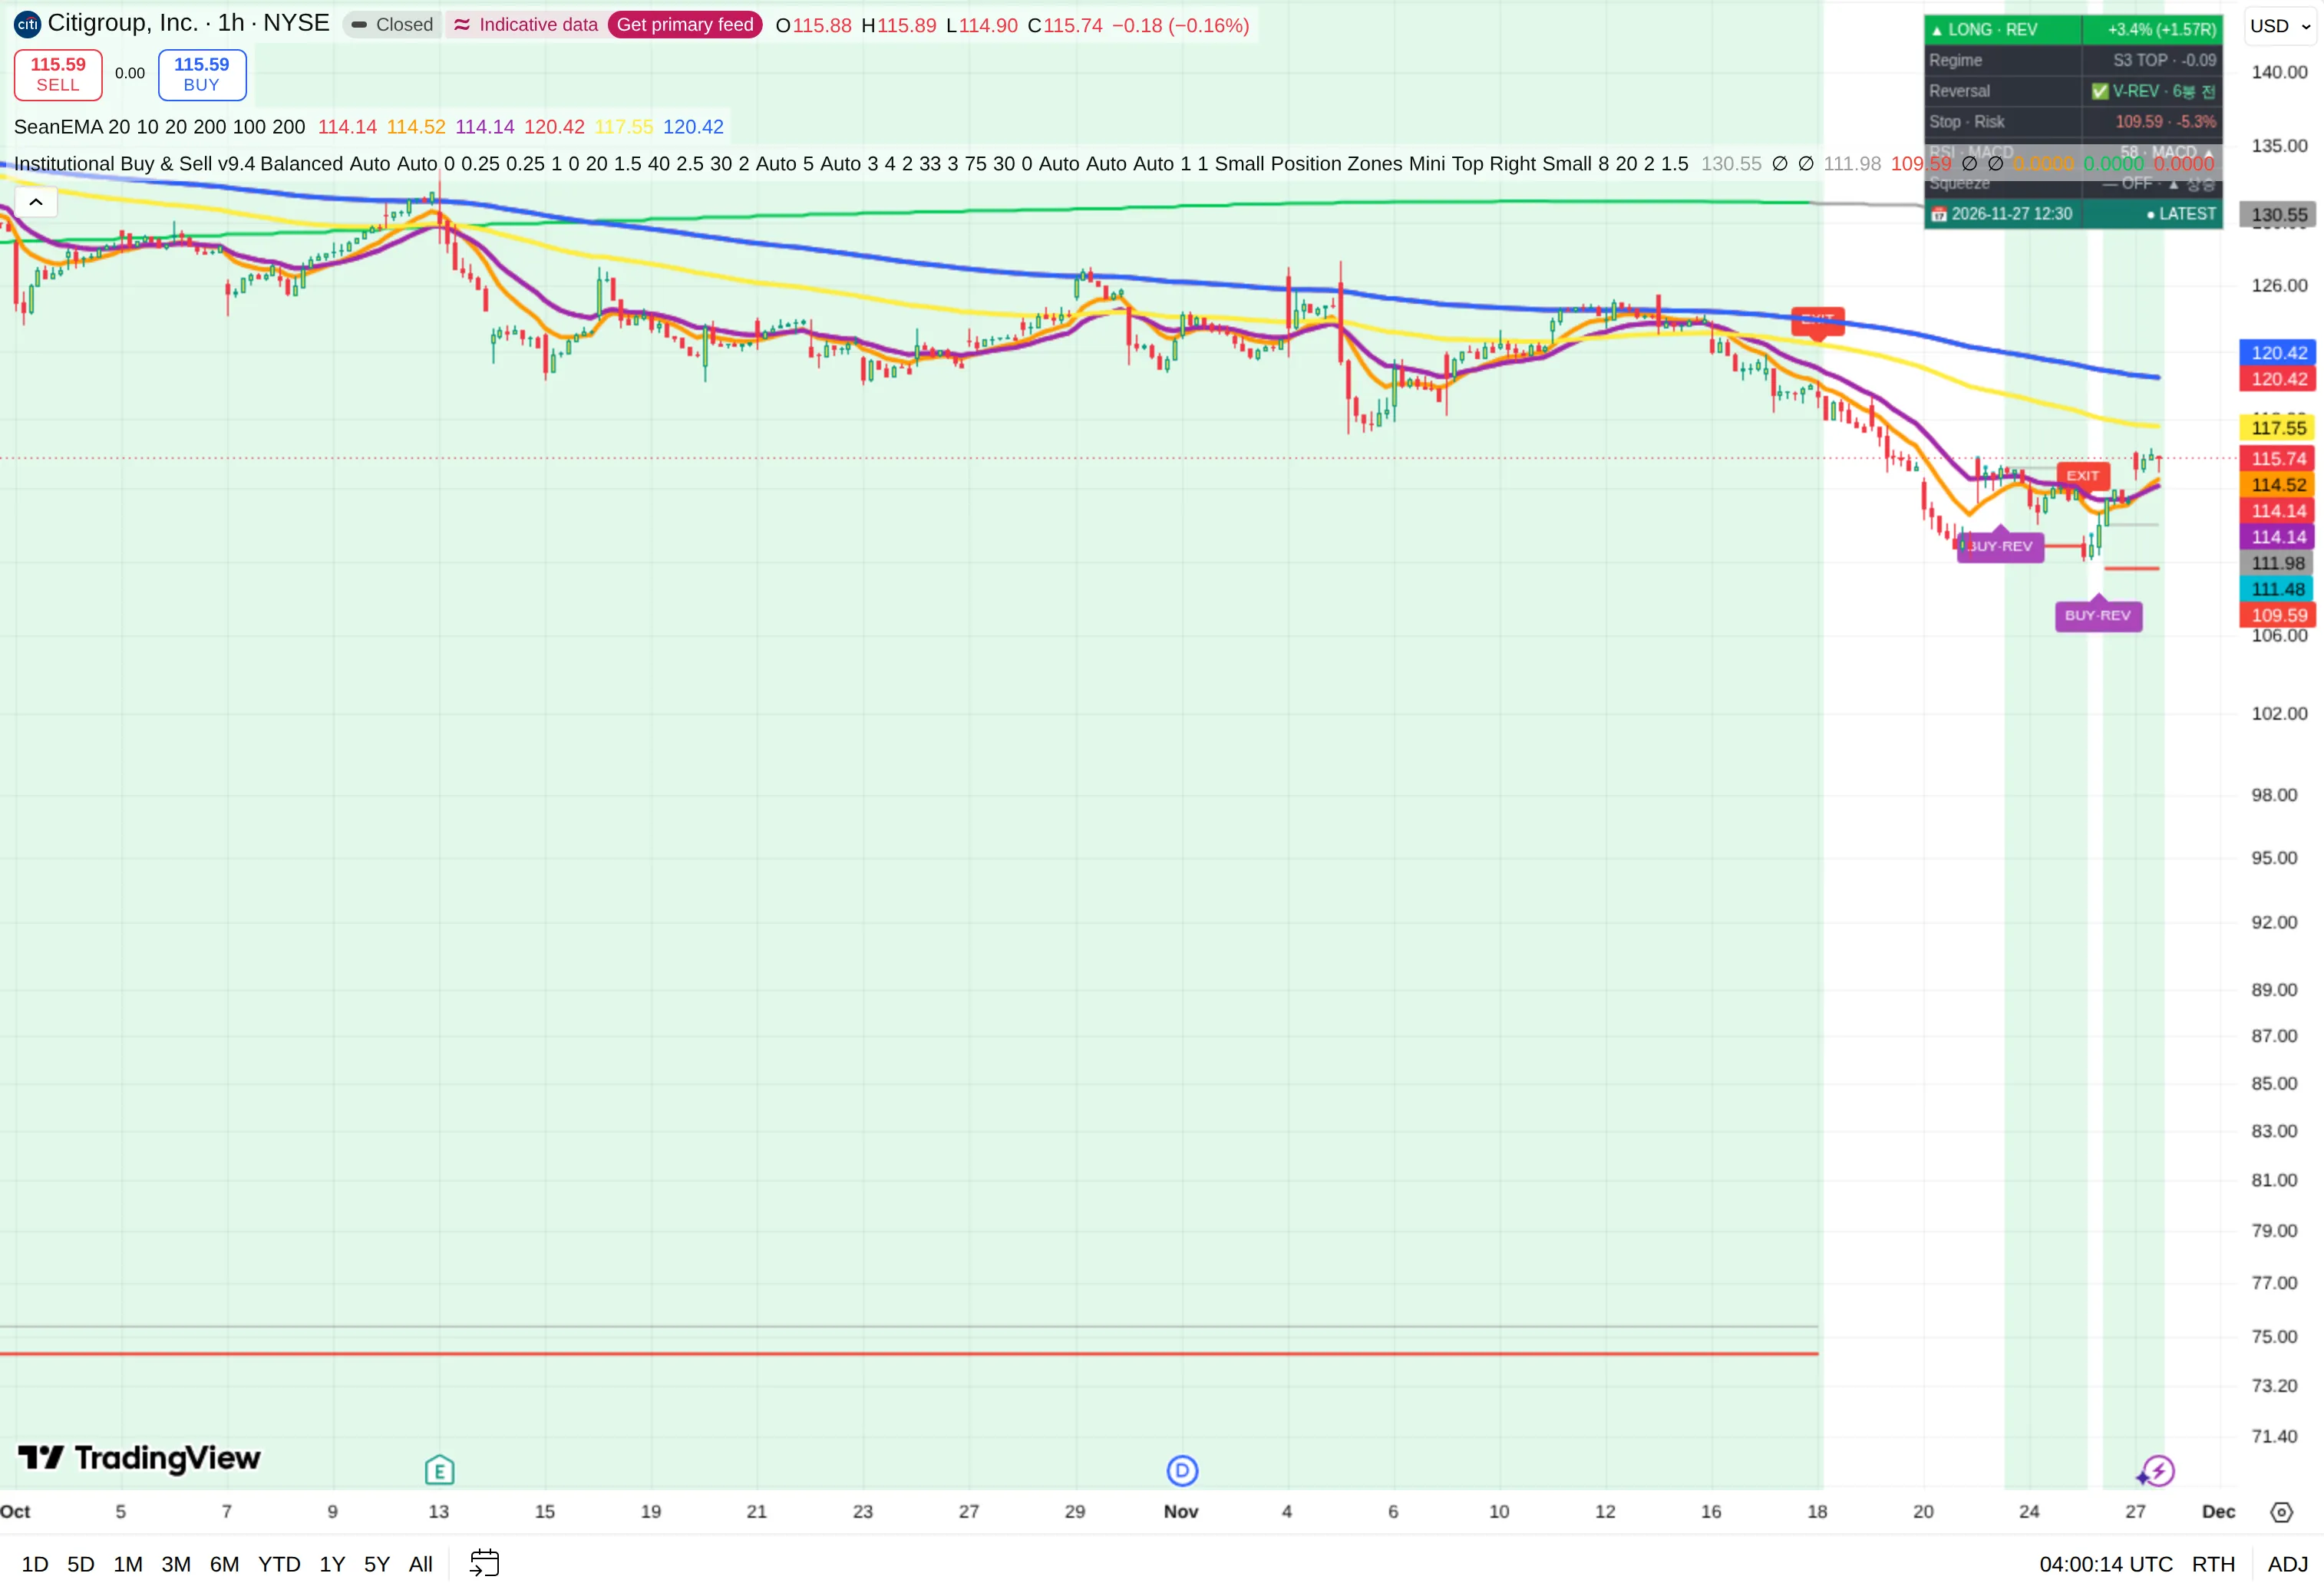 citi Citigroup, Inc. · 1h · NYSE Closed Indicative data Get primary feed O115.88 H115.89 L114.90 C115.74 −0.18 (−0.16%)
115.59 SELL 0.00 115.59 BUY
SeanEMA 20 10 20 200 100 200 114.14 114.52 114.14 120.42 117.55 120.42
Institutional Buy & Sell v9.4 Balanced Auto Auto 0 0.25 0.25 1 0 20 1.5 40 2.5 30 2 Auto 5 Auto 3 4 2 33 3 75 30 0 Auto Auto Auto 1 1 Small Position Zones Mini Top Right Small 8 20 2 1.5 130.55 ∅ ∅ 111.98 109.59 ∅ ∅ 0.0000 0.0000 0.0000
▲ LONG · REV +3.4% (+1.57R)
Regime S3 TOP · -0.09
Reversal ✅ V-REV · 6봉 전
Stop · Risk 109.59 · -5.3%
RSI · MACD 58 · MACD ▲
Squeeze — OFF · ▲ 상승
📅 2026-11-27 12:30 ● LATEST
USD
140.00
135.00
130.55
126.00
120.42
120.42
117.55
115.74
114.52
114.14
114.14
111.98
111.48
109.59
106.00
102.00
98.00
95.00
92.00
89.00
87.00
85.00
83.00
81.00
79.00
77.00
75.00
73.20
71.40
EXIT
EXIT
BUY·REV
BUY·REV
TradingView
E
D
Oct 5 7 9 13 15 19 21 23 27 29 Nov 4 6 10 12 16 18 20 24 27 Dec
1D 5D 1M 3M 6M YTD 1Y 5Y All
04:00:14 UTC RTH ADJ